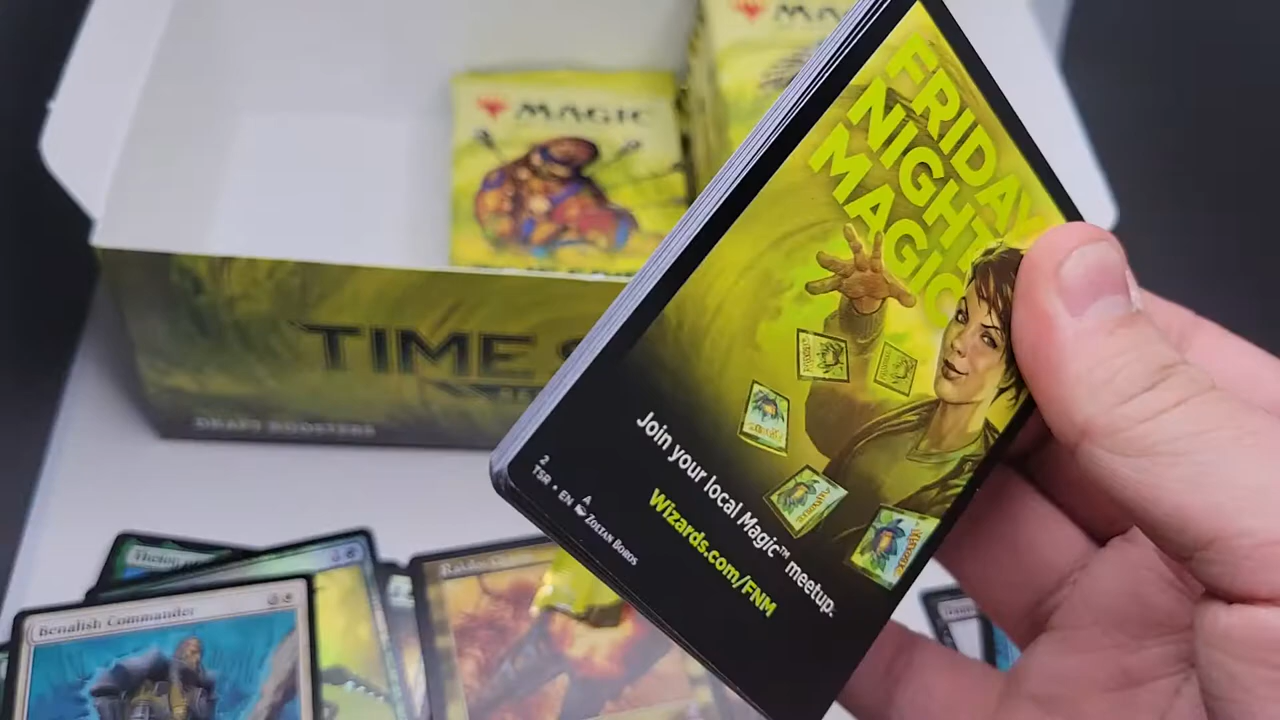 MAGIC
MAG
FRIDAY
NIGHT
MAGIC
TIME
DRAFT BOOSTERS
Join your local Magic™ meetup.
Wizards.com/FNM
2 A
TSR • EN ZOLTAN BOROS
Benalish Commander